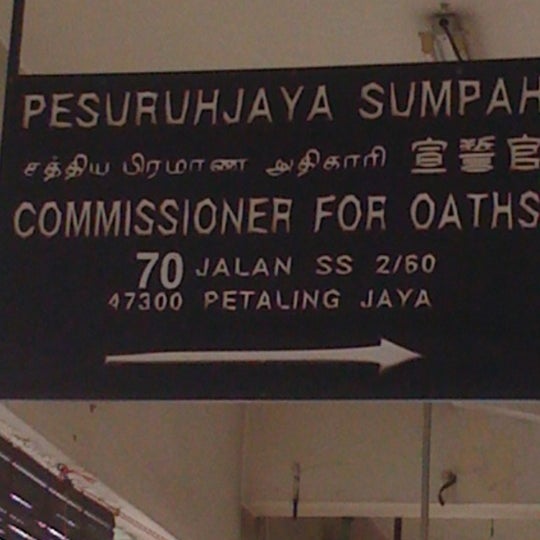 PESURUHJAYA SUMPAH
சத்திய பிரமாண அதிகாரி 宣誓官
COMMISSIONER FOR OATHS
70 JALAN SS 2/60
47300 PETALING JAYA